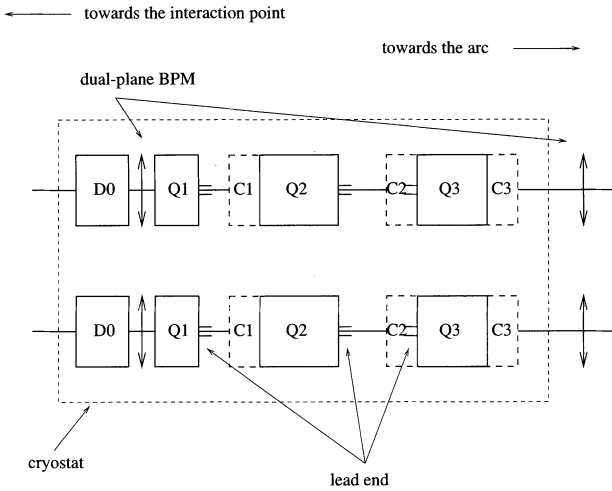 towards the interaction point
towards the arc
dual-plane BPM
D0 Q1 C1 Q2 C2 Q3 C3
D0 Q1 C1 Q2 C2 Q3 C3
cryostat
lead end